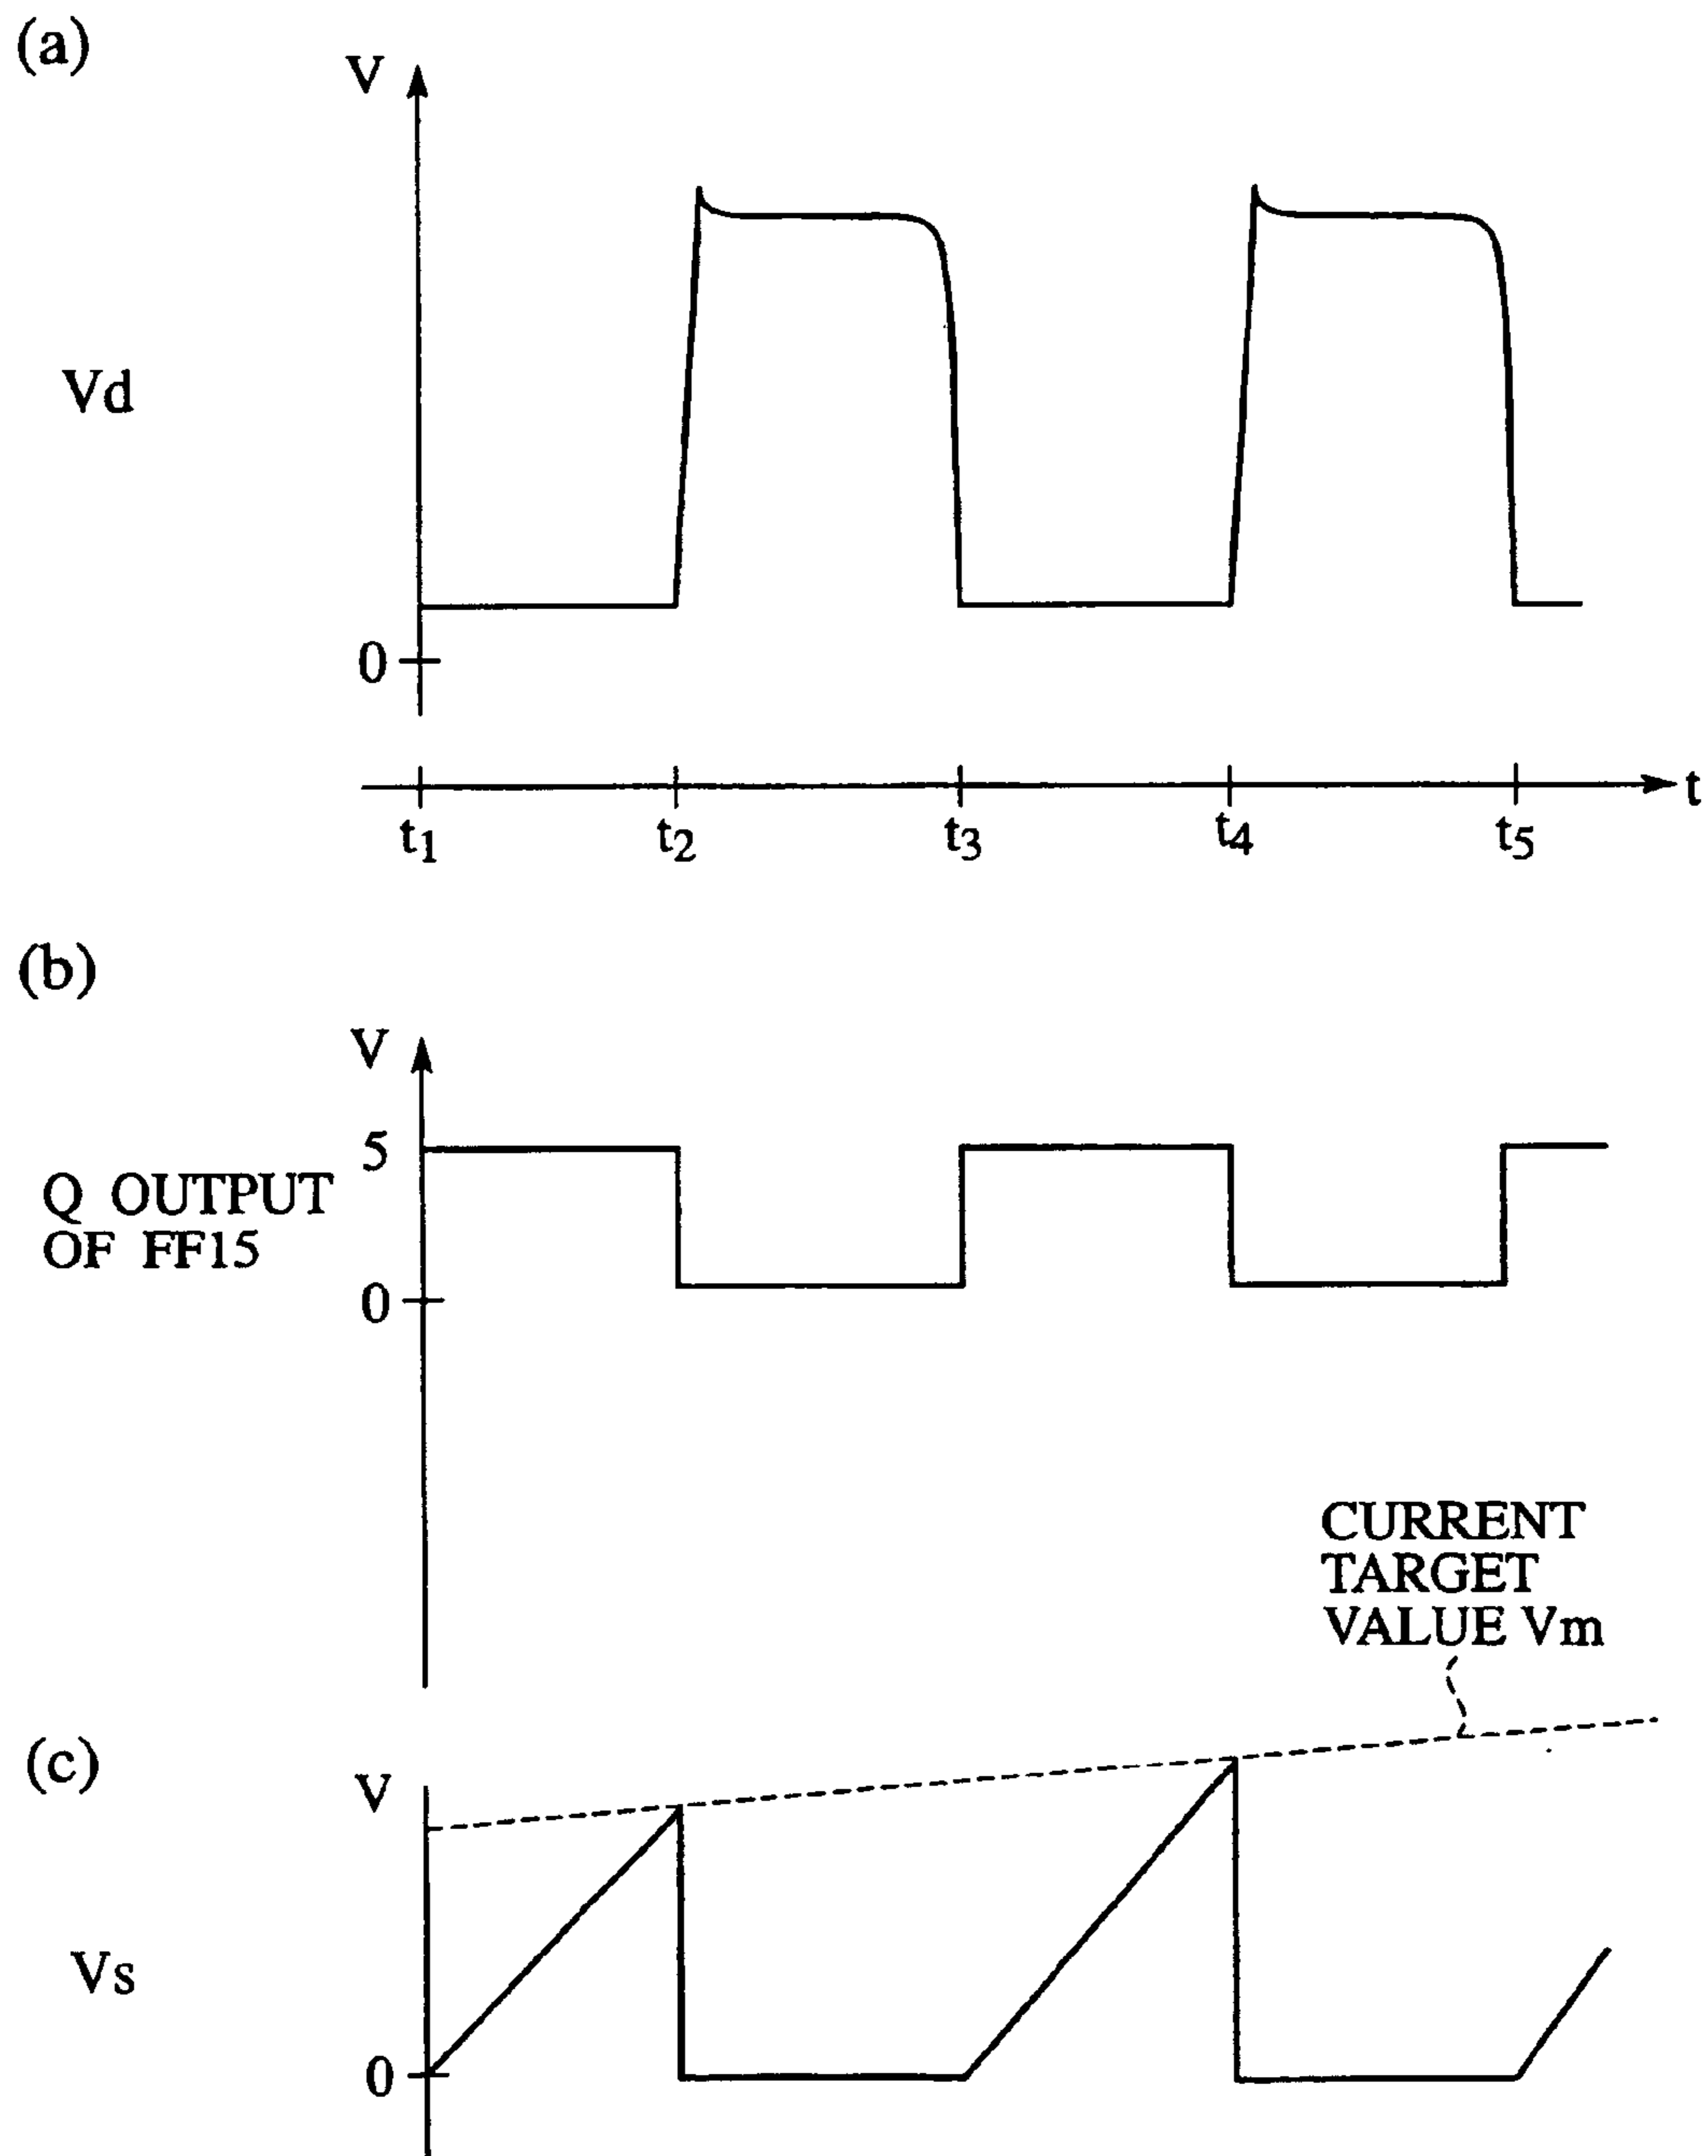 (a)
V
Vd
0
t
t1 t2 t3 t4 t5
(b)
V
5
Q OUTPUT
OF FF15
0
CURRENT
TARGET
VALUE Vm
(c)
V
Vs
0